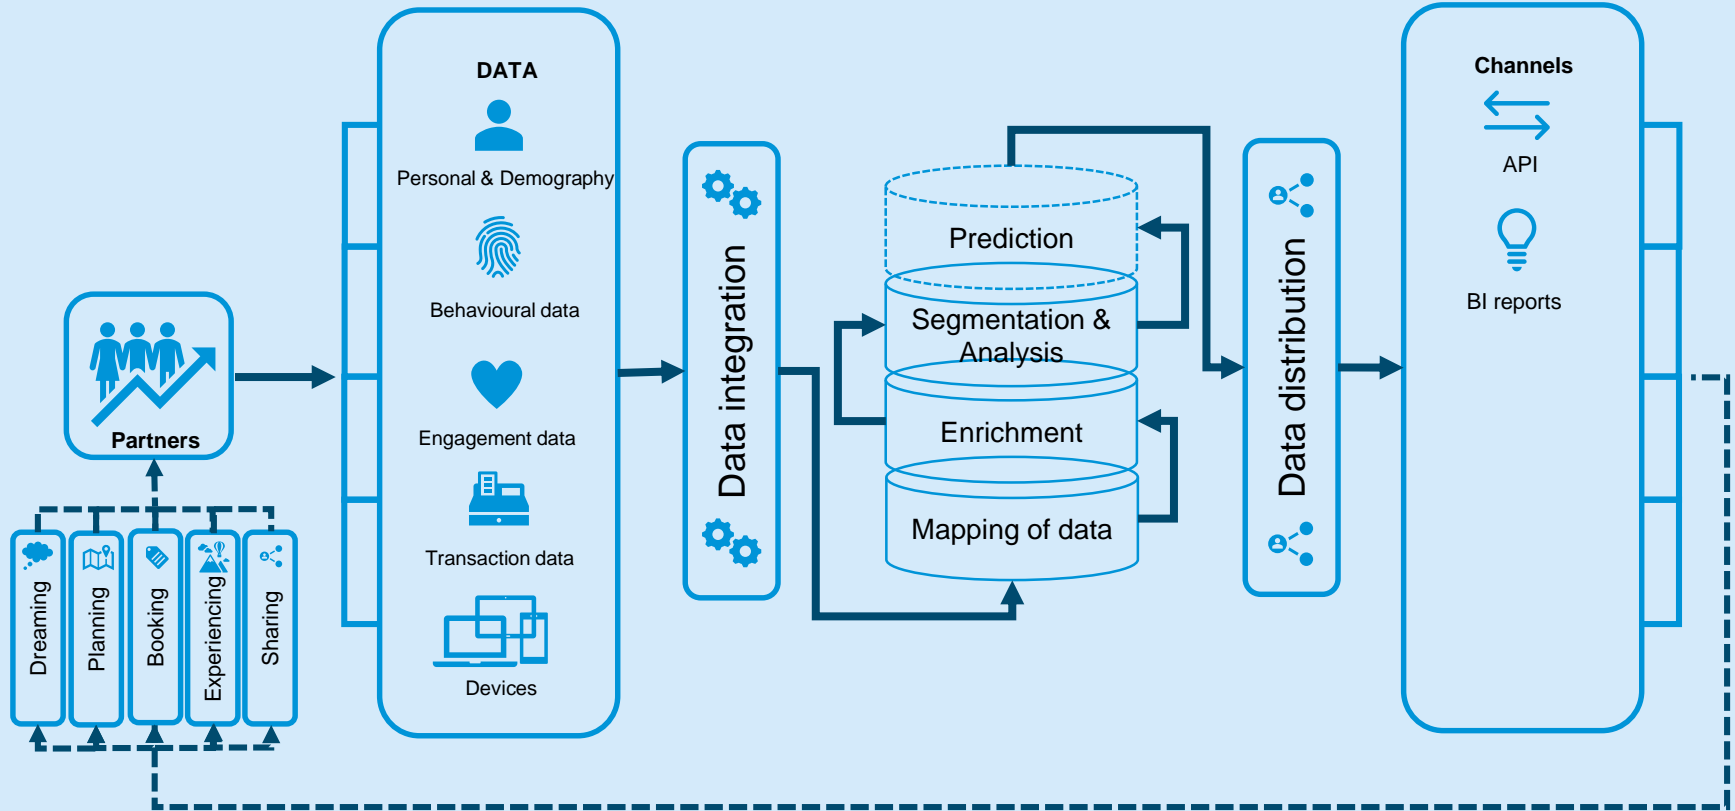 DATA
Personal & Demography
Behavioural data
Engagement data
Transaction data
Devices
Partners
Dreaming
Planning
Booking
Experiencing
Sharing
Data integration
Prediction
Segmentation &
Analysis
Enrichment
Mapping of data
Data distribution
Channels
API
BI reports